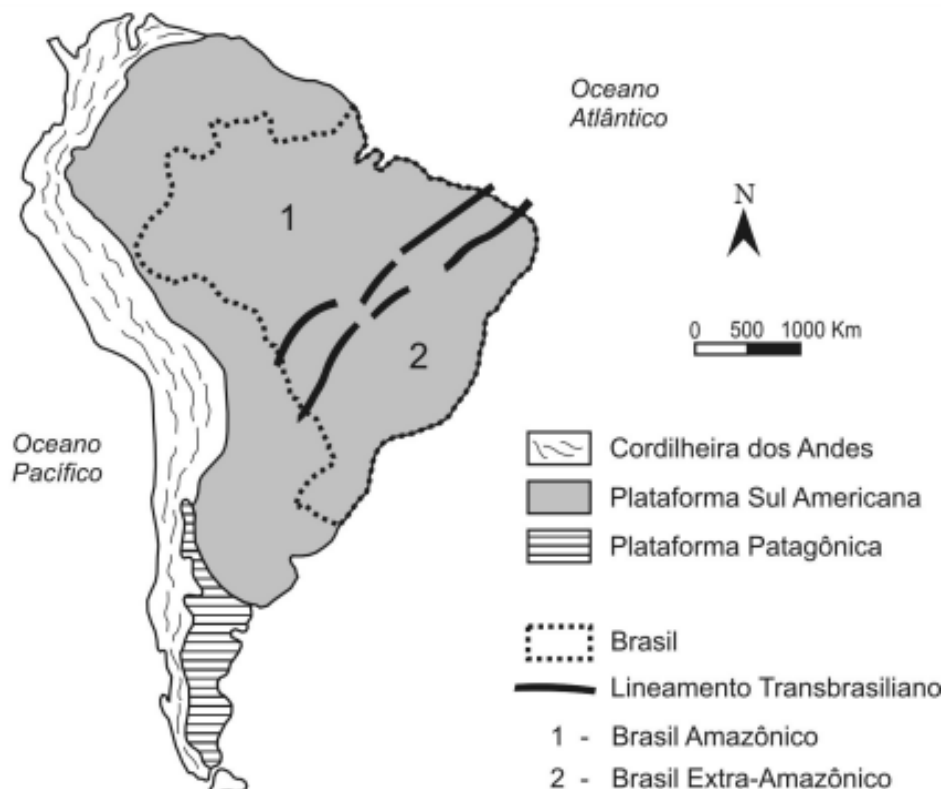 Oceano
Atlântico
1
N
0 500 1000 Km
2
Oceano
Pacífico
Cordilheira dos Andes
Plataforma Sul Americana
Plataforma Patagônica
Brasil
Lineamento Transbrasiliano
1 - Brasil Amazônico
2 - Brasil Extra-Amazônico